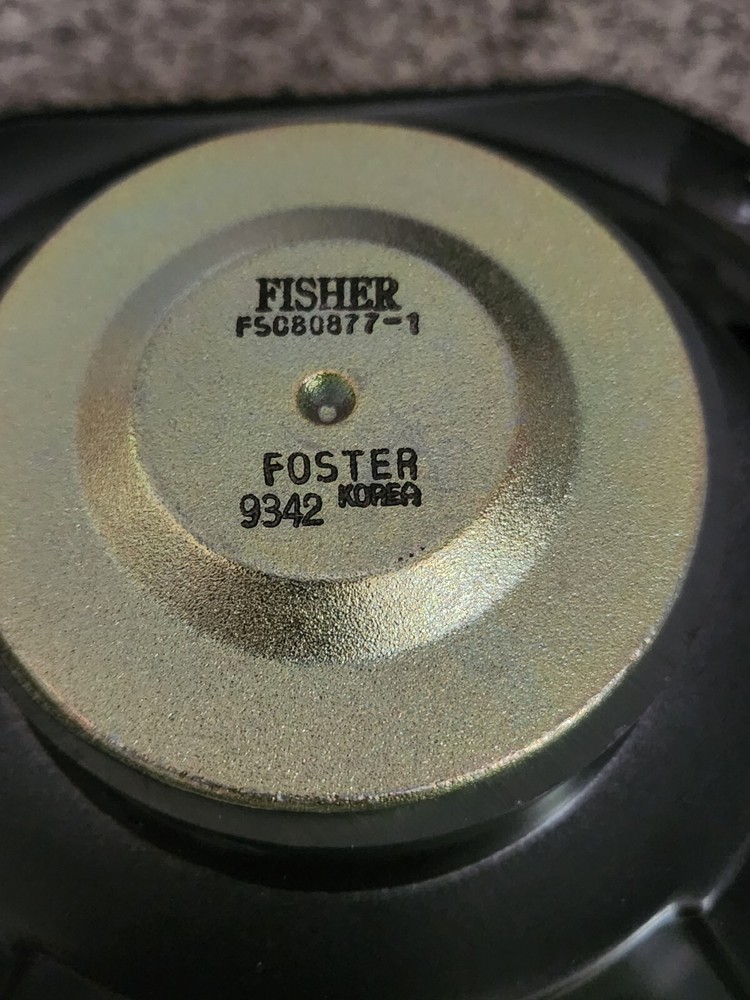 FISHER
FSC80877-1
FOSTER
9342 KOREA